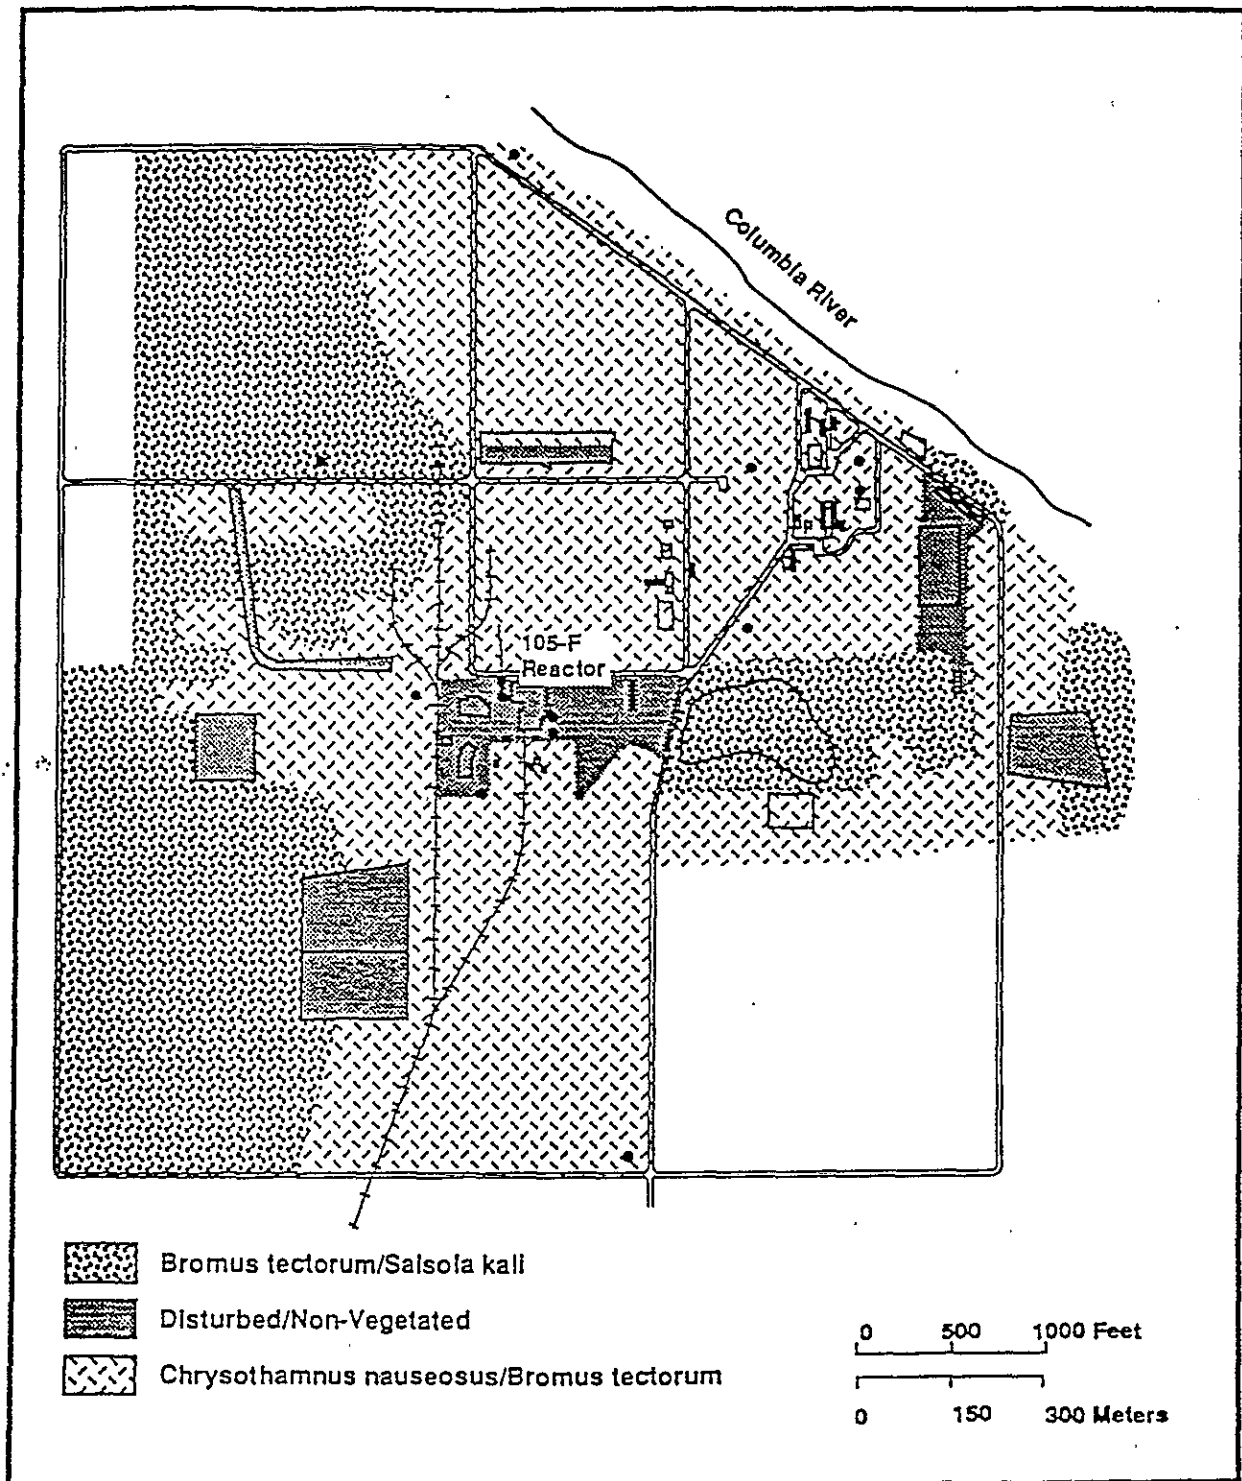 Columbia River
105-F
Reactor
Bromus tectorum/Salsola kali
Disturbed/Non-Vegetated
Chrysothamnus nauseosus/Bromus tectorum
0 500 1000 Feet
0 150 300 Meters